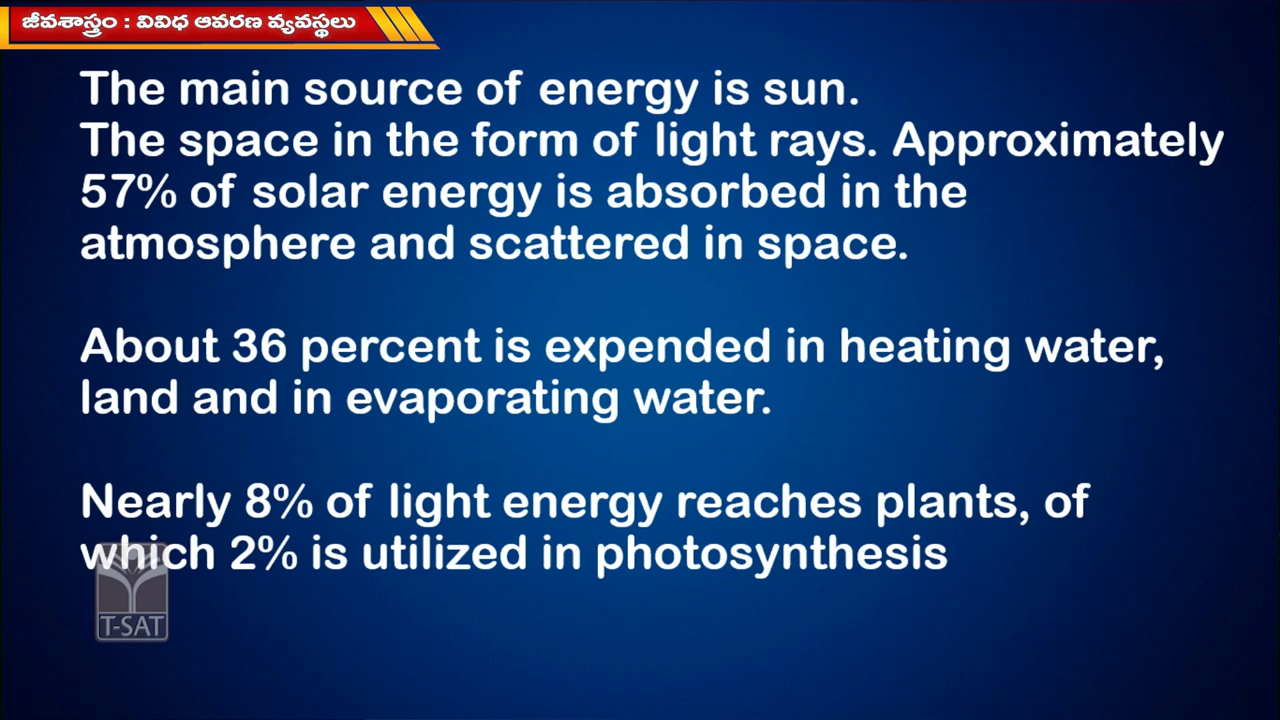 జీవశాస్త్రం : వివిధ ఆవరణ వ్యవస్థలు
The main source of energy is sun.
The space in the form of light rays. Approximately
57% of solar energy is absorbed in the
atmosphere and scattered in space.
About 36 percent is expended in heating water,
land and in evaporating water.
Nearly 8% of light energy reaches plants, of
which 2% is utilized in photosynthesis
T-SAT